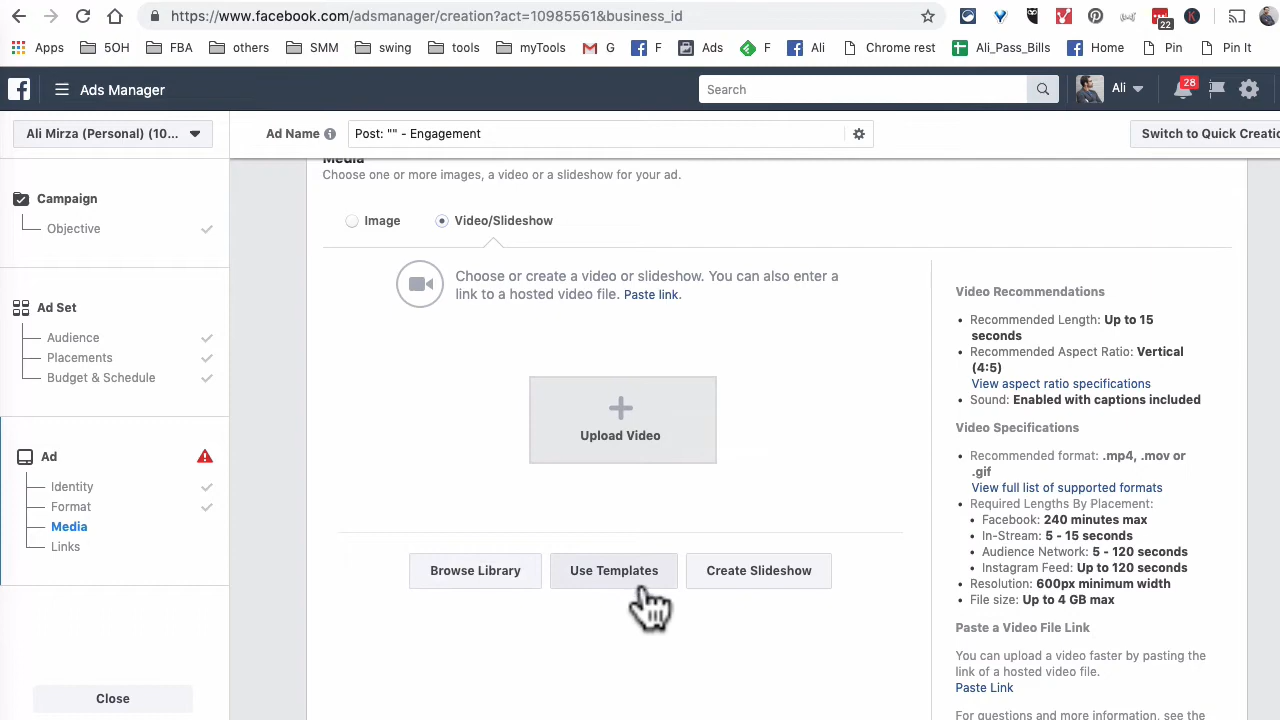 https://www.facebook.com/adsmanager/creation?act=10985561&business_id
22
K
Apps 5OH FBA others SMM swing tools myTools G F Ads F Ali Chrome rest Ali_Pass_Bills Home Pin Pin It
Ads Manager
Search
Ali
28
Ali Mirza (Personal) (10...
Ad Name
Post: "" - Engagement
Switch to Quick Creatio
Campaign
Objective
Ad Set
Audience
Placements
Budget & Schedule
Ad
Identity
Format
Media
Links
Close
Media
Choose one or more images, a video or a slideshow for your ad.
Image
Video/Slideshow
Choose or create a video or slideshow. You can also enter a
link to a hosted video file. Paste link.
Upload Video
Browse Library
Use Templates
Create Slideshow
Video Recommendations
• Recommended Length: Up to 15
seconds
• Recommended Aspect Ratio: Vertical
(4:5)
View aspect ratio specifications
• Sound: Enabled with captions included
Video Specifications
• Recommended format: .mp4, .mov or
.gif
View full list of supported formats
• Required Lengths By Placement:
• Facebook: 240 minutes max
• In-Stream: 5 - 15 seconds
• Audience Network: 5 - 120 seconds
• Instagram Feed: Up to 120 seconds
• Resolution: 600px minimum width
• File size: Up to 4 GB max
Paste a Video File Link
You can upload a video faster by pasting the
link of a hosted video file.
Paste Link
For questions and more information, see the